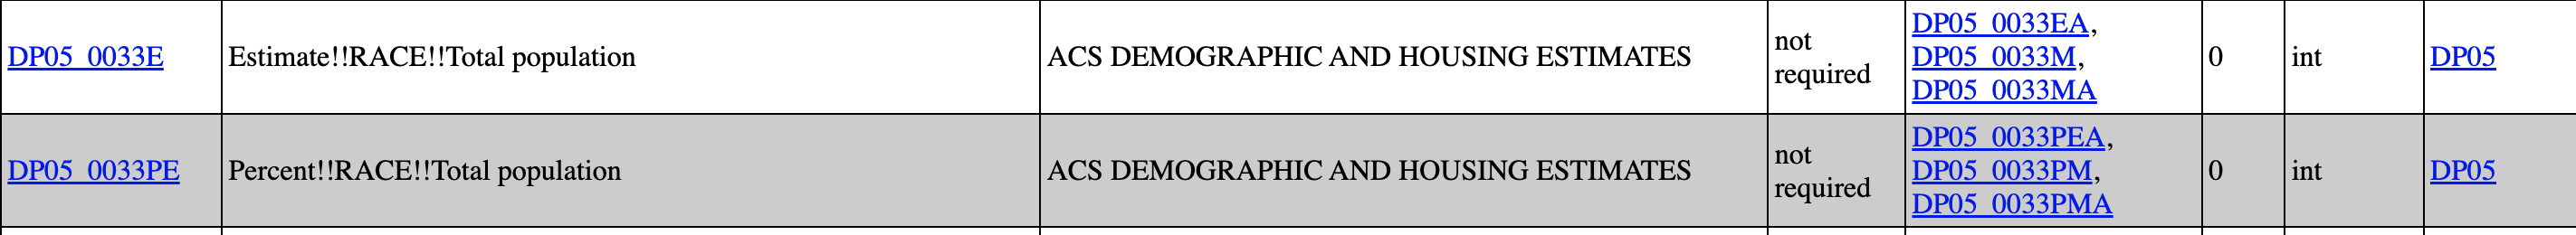 DP05_0033E Estimate!!RACE!!Total population ACS DEMOGRAPHIC AND HOUSING ESTIMATES not required DP05_0033EA, DP05_0033M, DP05_0033MA 0 int DP05
DP05_0033PE Percent!!RACE!!Total population ACS DEMOGRAPHIC AND HOUSING ESTIMATES not required DP05_0033PEA, DP05_0033PM, DP05_0033PMA 0 int DP05